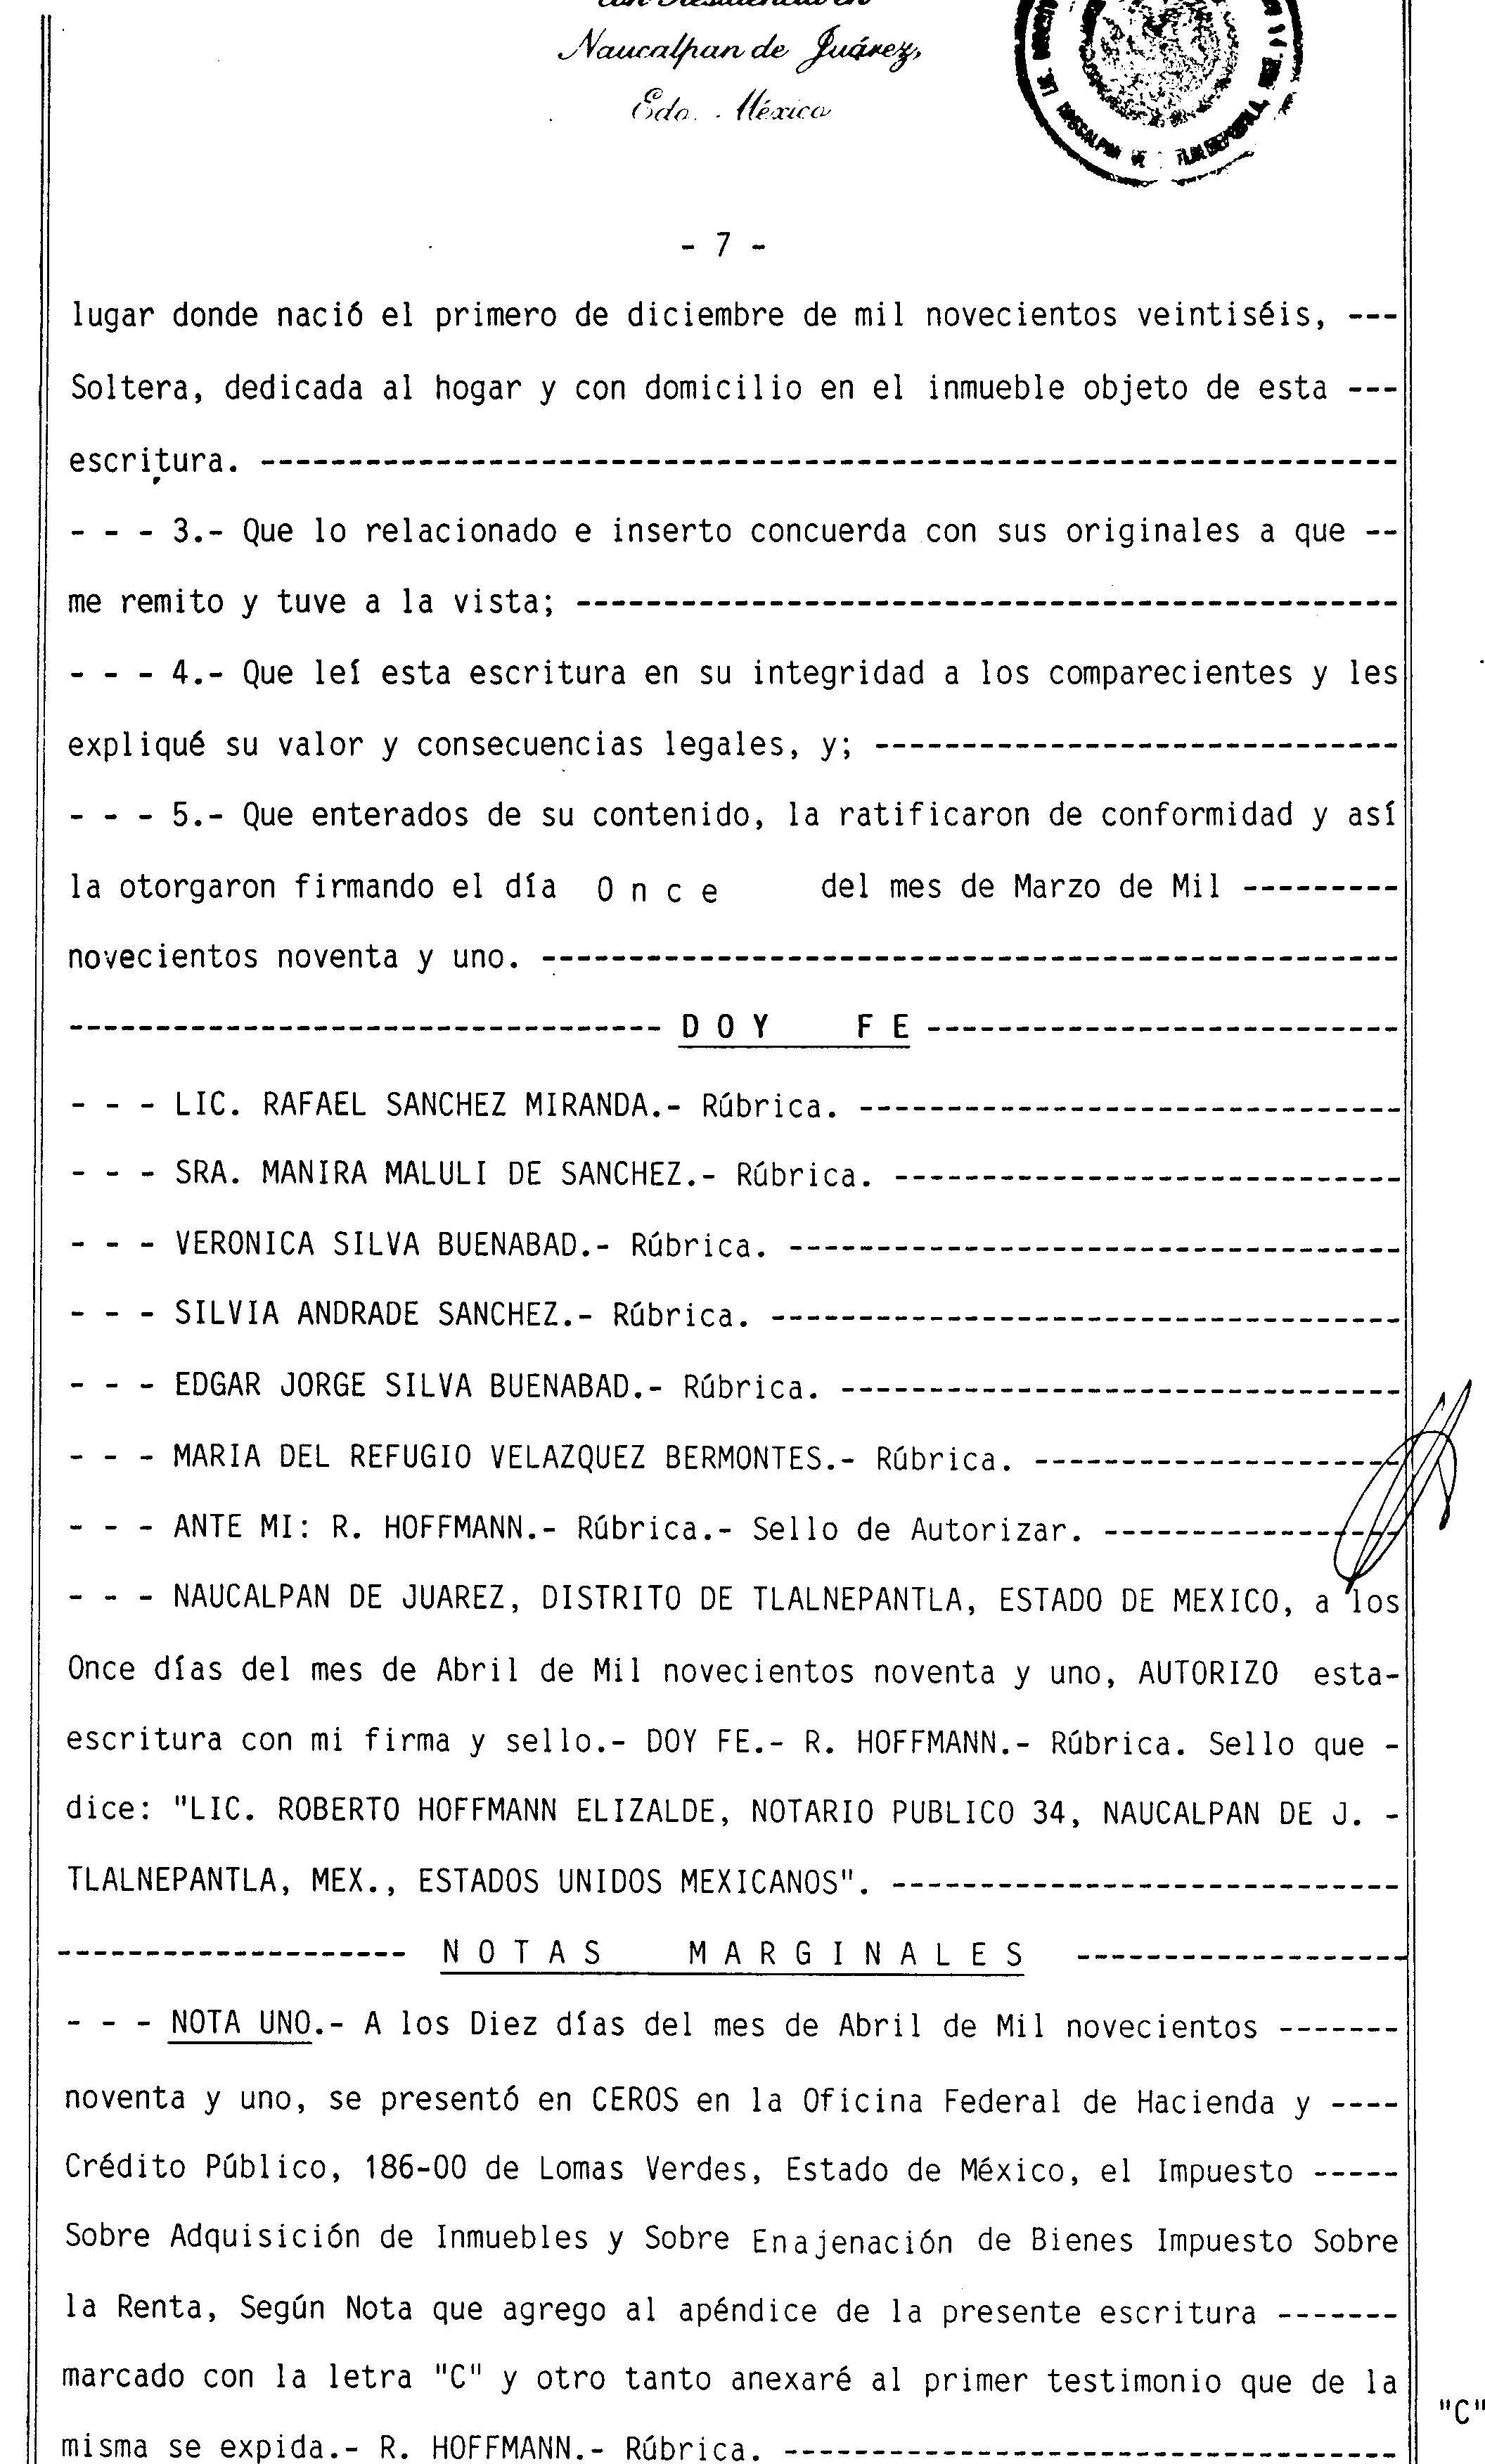 con Residencia en
Naucalpan de Juárez,
Edo. México
- 7 -
lugar donde nació el primero de diciembre de mil novecientos veintiséis, ---
Soltera, dedicada al hogar y con domicilio en el inmueble objeto de esta ---
escritura. ------------------------------------------------------------------
- - - 3.- Que lo relacionado e inserto concuerda con sus originales a que --
me remito y tuve a la vista; -----------------------------------------------
- - - 4.- Que leí esta escritura en su integridad a los comparecientes y les
expliqué su valor y consecuencias legales, y; ------------------------------
- - - 5.- Que enterados de su contenido, la ratificaron de conformidad y así
la otorgaron firmando el día O n c e del mes de Marzo de Mil ---------
novecientos noventa y uno. -------------------------------------------------
---------------------------------- D O Y F E ---------------------------
- - - LIC. RAFAEL SANCHEZ MIRANDA.- Rúbrica. -------------------------------
- - - SRA. MANIRA MALULI DE SANCHEZ.- Rúbrica. -----------------------------
- - - VERONICA SILVA BUENABAD.- Rúbrica. -----------------------------------
- - - SILVIA ANDRADE SANCHEZ.- Rúbrica. ------------------------------------
- - - EDGAR JORGE SILVA BUENABAD.- Rúbrica. --------------------------------
- - - MARIA DEL REFUGIO VELAZQUEZ BERMONTES.- Rúbrica. ---------------------
- - - ANTE MI: R. HOFFMANN.- Rúbrica.- Sello de Autorizar. -----------------
- - - NAUCALPAN DE JUAREZ, DISTRITO DE TLALNEPANTLA, ESTADO DE MEXICO, a los
Once días del mes de Abril de Mil novecientos noventa y uno, AUTORIZO esta-
escritura con mi firma y sello.- DOY FE.- R. HOFFMANN.- Rúbrica. Sello que -
dice: "LIC. ROBERTO HOFFMANN ELIZALDE, NOTARIO PUBLICO 34, NAUCALPAN DE J. -
TLALNEPANTLA, MEX., ESTADOS UNIDOS MEXICANOS". -----------------------------
-------------------- N O T A S M A R G I N A L E S -------------------
- - - NOTA UNO.- A los Diez días del mes de Abril de Mil novecientos -------
noventa y uno, se presentó en CEROS en la Oficina Federal de Hacienda y ----
Crédito Público, 186-00 de Lomas Verdes, Estado de México, el Impuesto -----
Sobre Adquisición de Inmuebles y Sobre Enajenación de Bienes Impuesto Sobre
la Renta, Según Nota que agrego al apéndice de la presente escritura -------
marcado con la letra "C" y otro tanto anexaré al primer testimonio que de la
"C"
misma se expida.- R. HOFFMANN.- Rúbrica. -----------------------------------